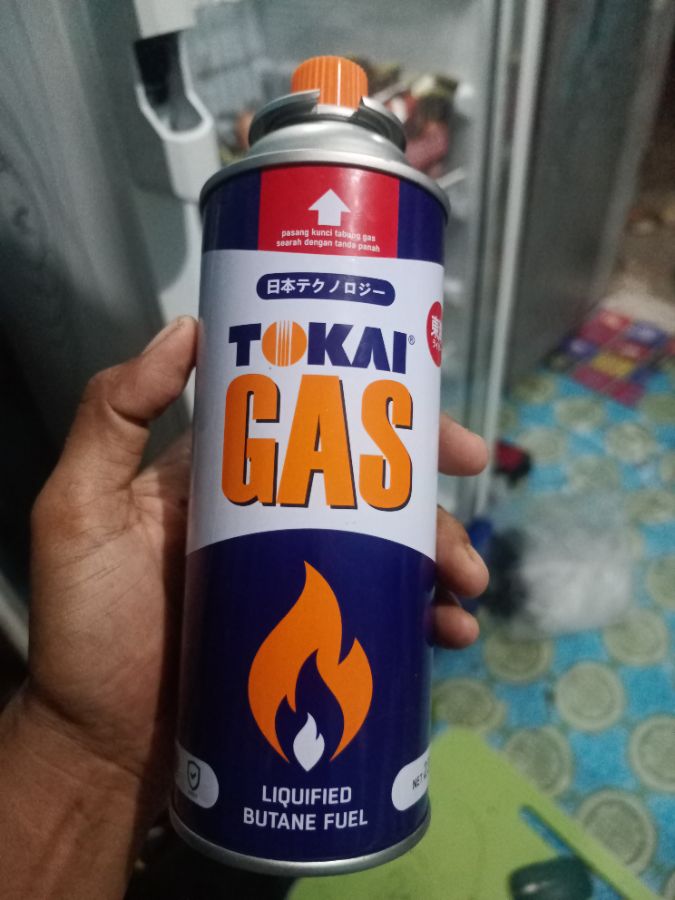 pasang kunci tabung gas
searah dengan tanda panah
日本テクノロジー
TOKAI®
GAS
LIQUIFIED
BUTANE FUEL
NET